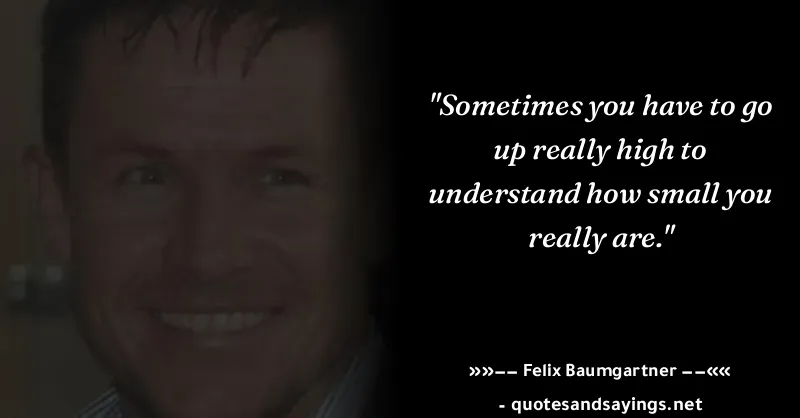 "Sometimes you have to go
up really high to
understand how small you
really are."
»»–– Felix Baumgartner ––««
- quotesandsayings.net